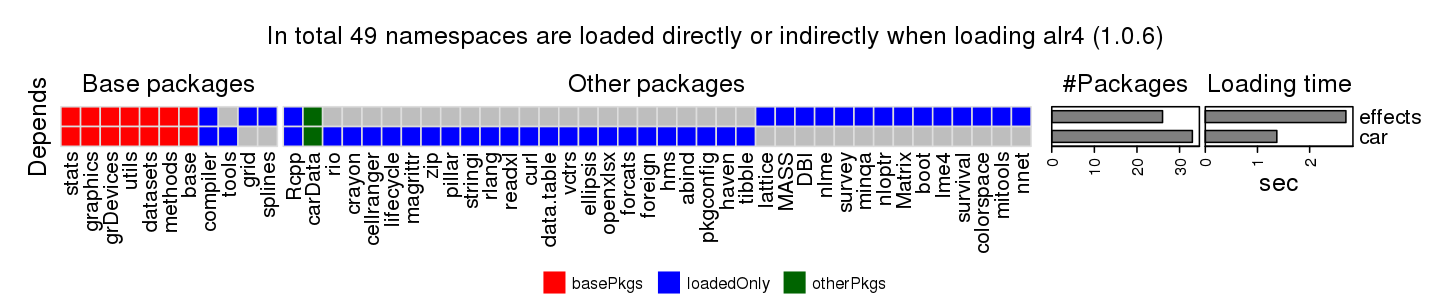 In total 49 namespaces are loaded directly or indirectly when loading alr4 (1.0.6)
Base packages Other packages #Packages Loading time
Depends
effects
car
stats graphics grDevices utils datasets methods base compiler tools grid splines Rcpp carData rio crayon cellranger lifecycle magrittr zip pillar stringi rlang readxl curl data.table vctrs ellipsis openxlsx forcats foreign hms abind pkgconfig haven tibble lattice MASS DBI nlme survey minqa nloptr Matrix boot lme4 survival colorspace mitools nnet
0 10 20 30 0 1 2
sec
basePkgs loadedOnly otherPkgs